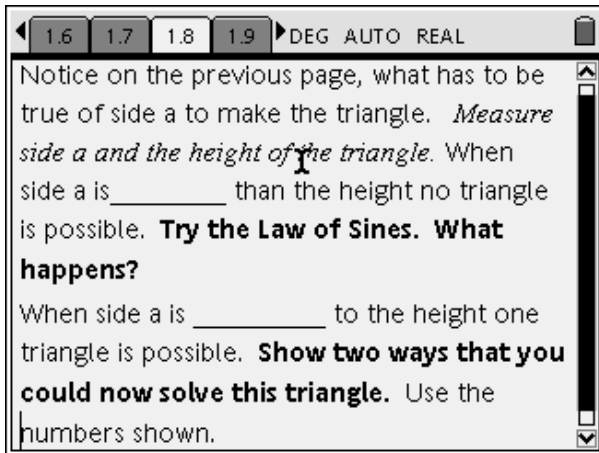 1.6 1.7 1.8 1.9 DEG AUTO REAL
Notice on the previous page, what has to be
true of side a to make the triangle. Measure
side a and the height of the triangle. When
side a is_________ than the height no triangle
is possible. Try the Law of Sines. What
happens?
When side a is __________ to the height one
triangle is possible. Show two ways that you
could now solve this triangle. Use the
numbers shown.